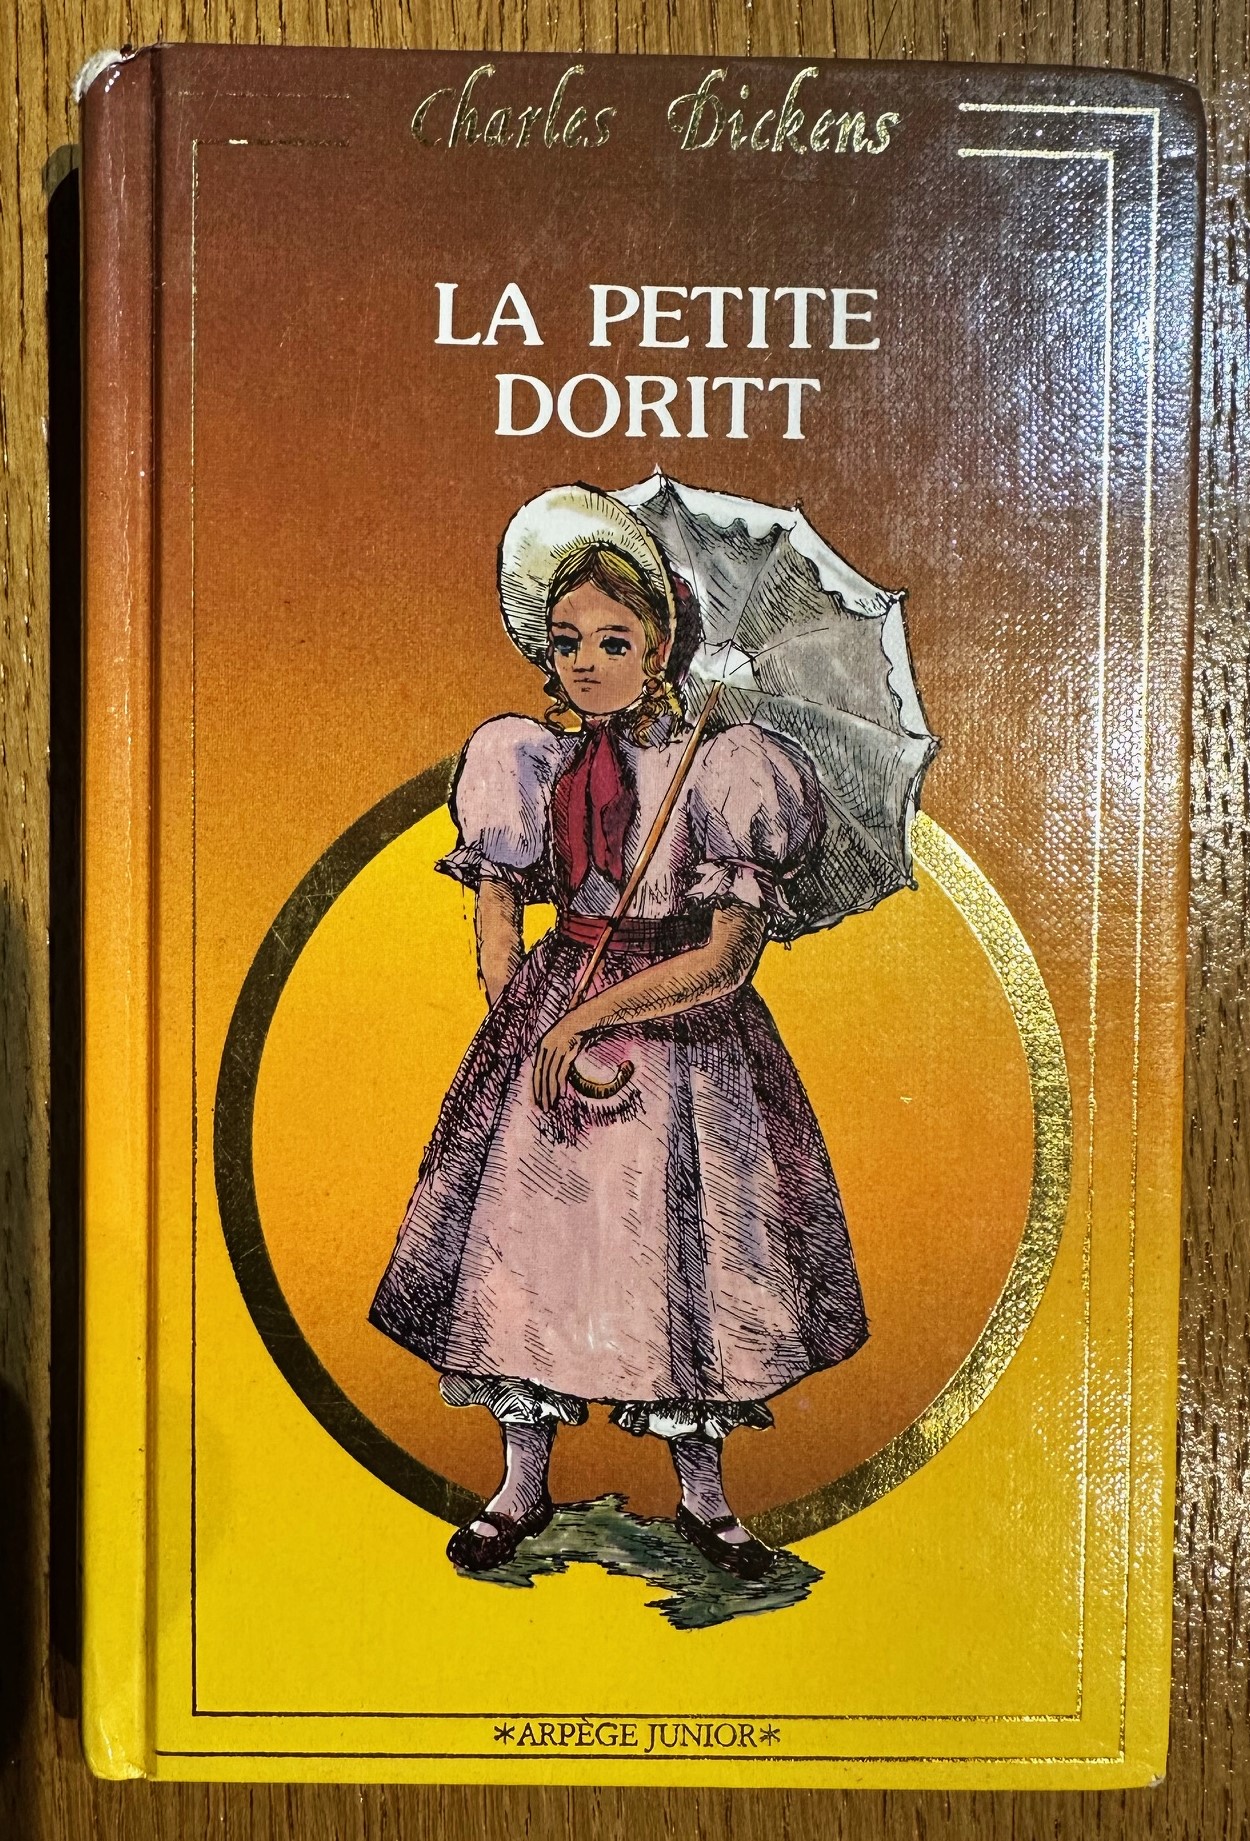 Charles Dickens
LA PETITE
DORITT
*ARPÈGE JUNIOR*